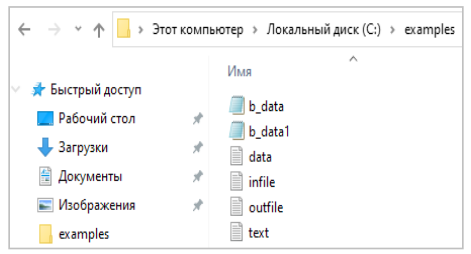 Этот компьютер › Локальный диск (C:) › examples
Имя
Быстрый доступ
Рабочий стол
Загрузки
Документы
Изображения
examples
b_data
b_data1
data
infile
outfile
text